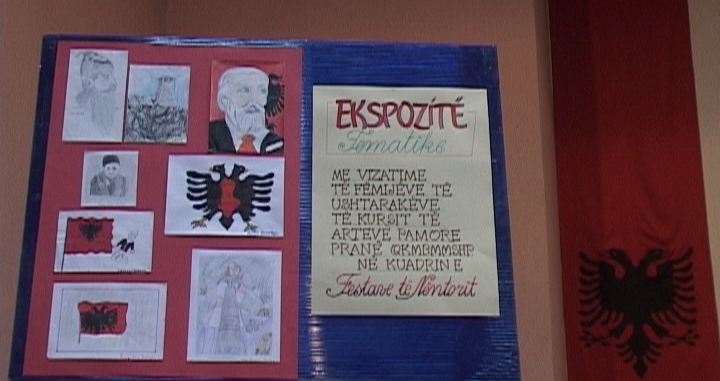 EKSPOZITË
Tematike
ME VIZATIME
TË FËMIJËVE TË
USHTARAKËVE
TË KURSIT TË
ARTEVE PAMORE
PRANË QKMBMMSHP
NË KUADRIN E
Festave të Nëntorit